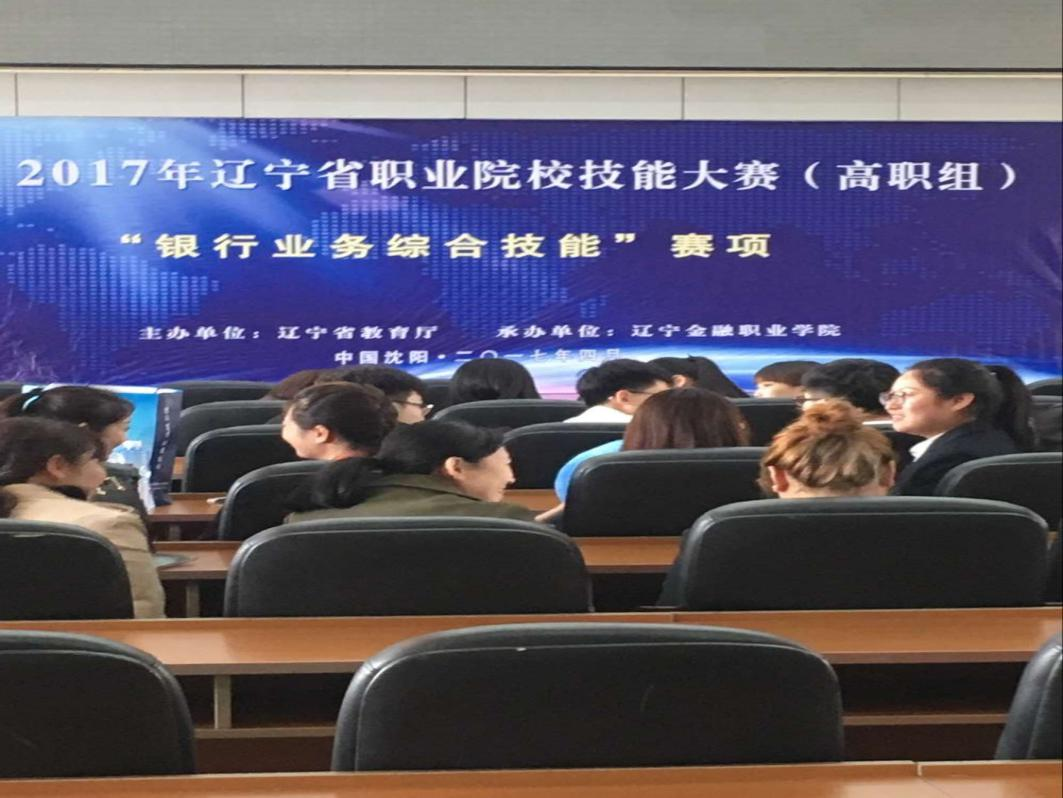 2017年辽宁省职业院校技能大赛（高职组）
“银行业务综合技能”赛项
主办单位：辽宁省教育厅 承办单位：辽宁金融职业学院
中国沈阳·二〇一七年四月